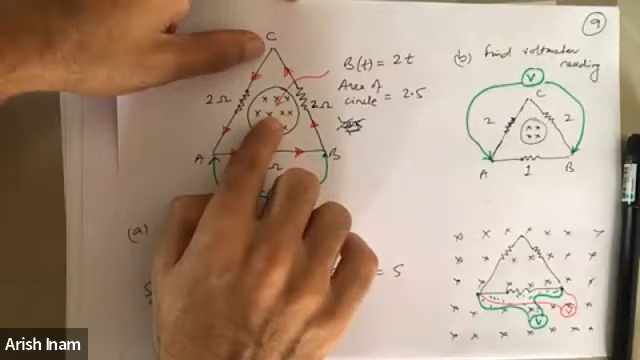 9
C
B(t) = 2t
Area of
circle = 2.5
2Ω
2Ω
A
B
Ω
(a)
= 5
(b) find voltmeter
reading
V
C
2
2
A
1
B
V
V
Arish Inam